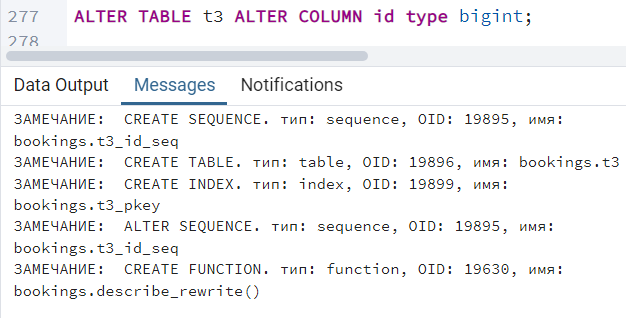 277 ALTER TABLE t3 ALTER COLUMN id type bigint;
278
Data Output Messages Notifications
ЗАМЕЧАНИЕ: CREATE SEQUENCE. тип: sequence, OID: 19895, имя:
bookings.t3_id_seq
ЗАМЕЧАНИЕ: CREATE TABLE. тип: table, OID: 19896, имя: bookings.t3
ЗАМЕЧАНИЕ: CREATE INDEX. тип: index, OID: 19899, имя:
bookings.t3_pkey
ЗАМЕЧАНИЕ: ALTER SEQUENCE. тип: sequence, OID: 19895, имя:
bookings.t3_id_seq
ЗАМЕЧАНИЕ: CREATE FUNCTION. тип: function, OID: 19630, имя:
bookings.describe_rewrite()